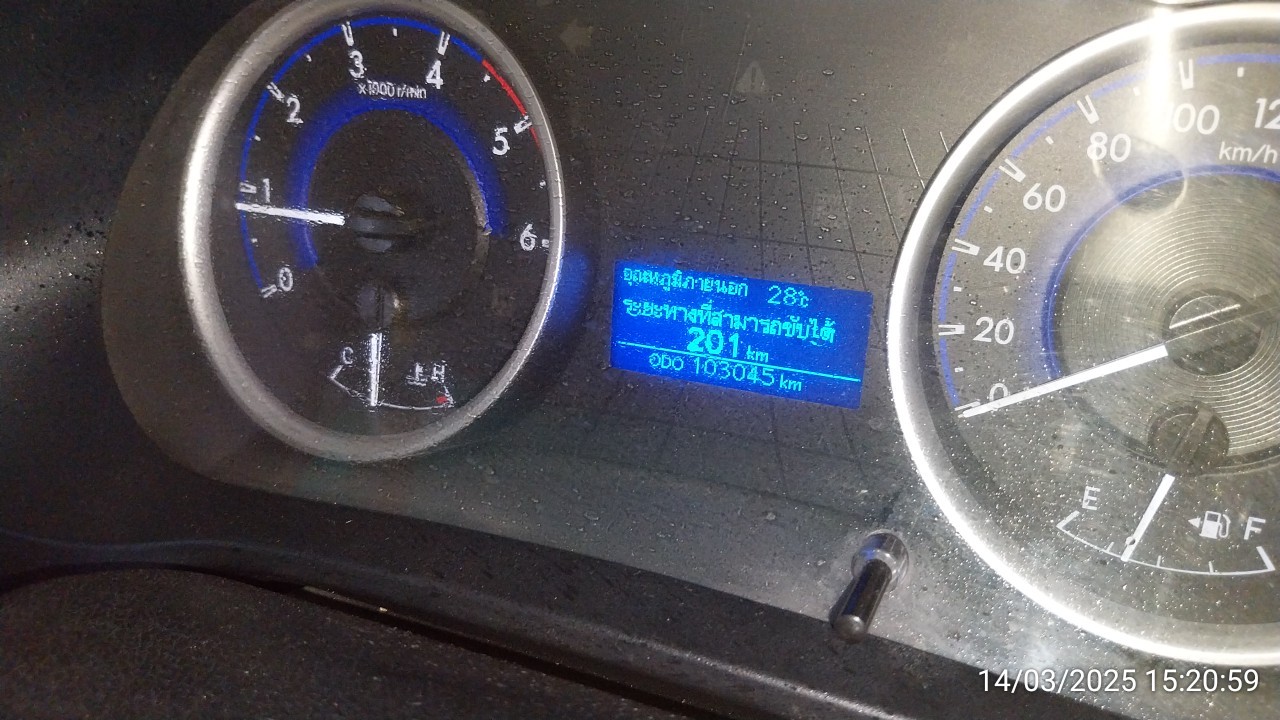 0
1
2
3
4
5
6
x1000 r/min
C H
อุณหภูมิภายนอก 28°C
ระยะทางที่สามารถขับได้
201 km
ODO 103045 km
0
20
40
60
80
100
12
km/h
E F
14/03/2025 15:20:59